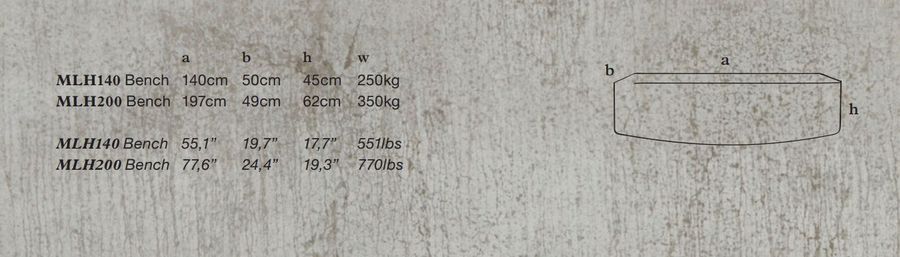 a b h w
MLH140 Bench 140cm 50cm 45cm 250kg
MLH200 Bench 197cm 49cm 62cm 350kg
MLH140 Bench 55,1” 19,7” 17,7” 551lbs
MLH200 Bench 77,6” 24,4” 19,3” 770lbs
a
b
h